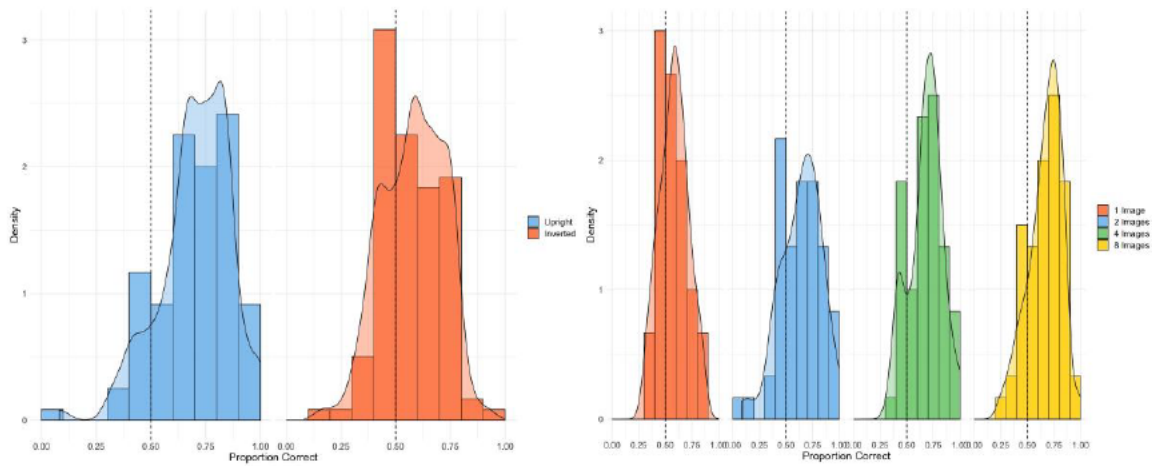 3
2
1
0
Density
0.00 0.25 0.50 0.75 1.00 0.00 0.25 0.50 0.75 1.00
Proportion Correct
Upright
Inverted
3
2
1
0
Density
0.00 0.25 0.50 0.75 1.00 0.00 0.25 0.50 0.75 1.00 0.00 0.25 0.50 0.75 1.00 0.00 0.25 0.50 0.75 1.00
Proportion Correct
1 Image
2 Images
4 Images
8 Images